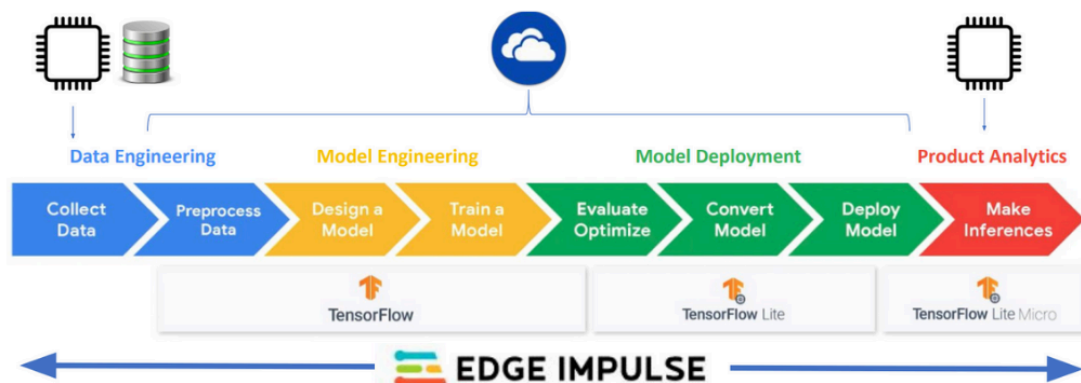 Data Engineering
Model Engineering
Model Deployment
Product Analytics
Collect
Data
Preprocess
Data
Design a
Model
Train a
Model
Evaluate
Optimize
Convert
Model
Deploy
Model
Make
Inferences
TensorFlow
TensorFlow Lite
TensorFlow Lite Micro
EDGE IMPULSE